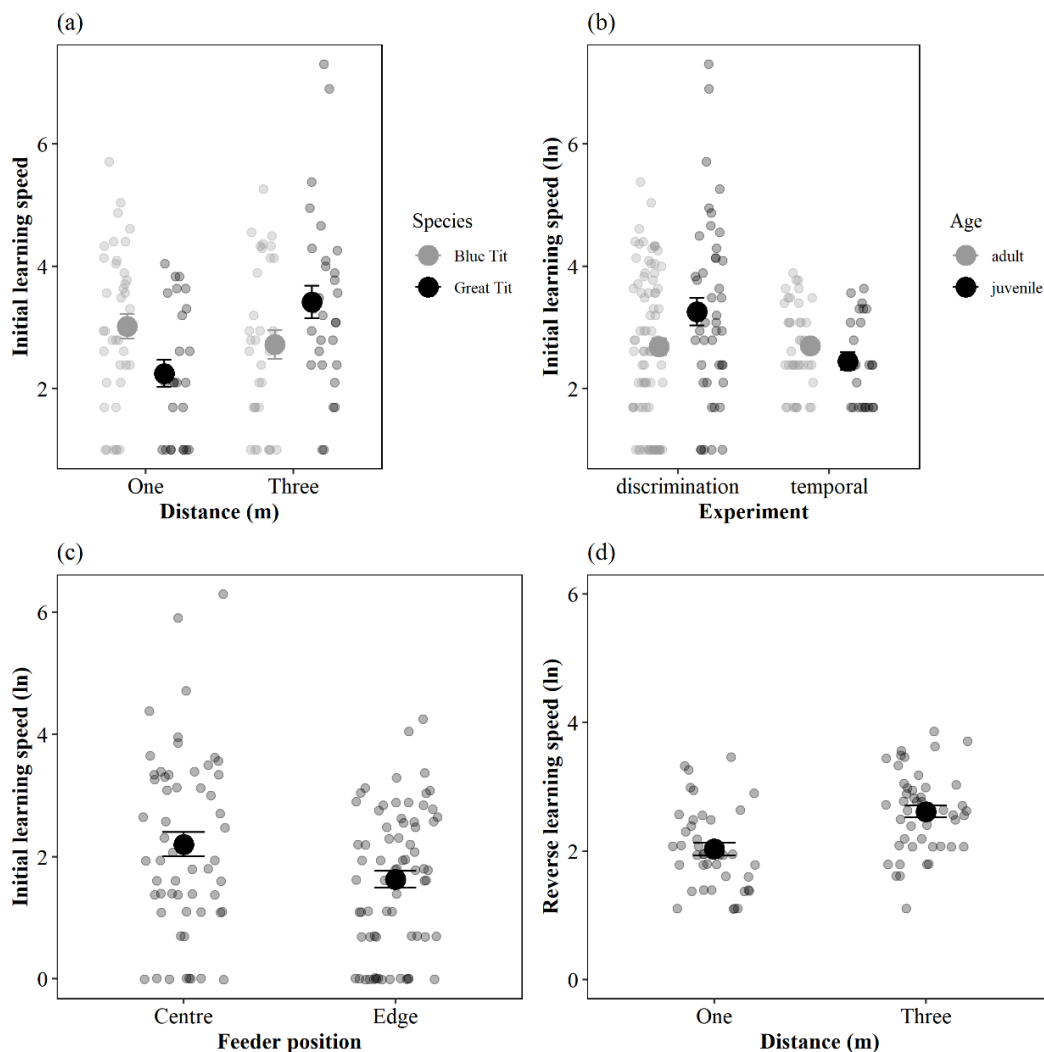 (a)
Initial learning speed
6
4
2
One
Three
Distance (m)
Species
Blue Tit
Great Tit
(b)
Initial learning speed (ln)
6
4
2
discrimination
temporal
Experiment
Age
adult
juvenile
(c)
Initial learning speed (ln)
6
4
2
0
Centre
Edge
Feeder position
(d)
Reverse learning speed (ln)
6
4
2
0
One
Three
Distance (m)